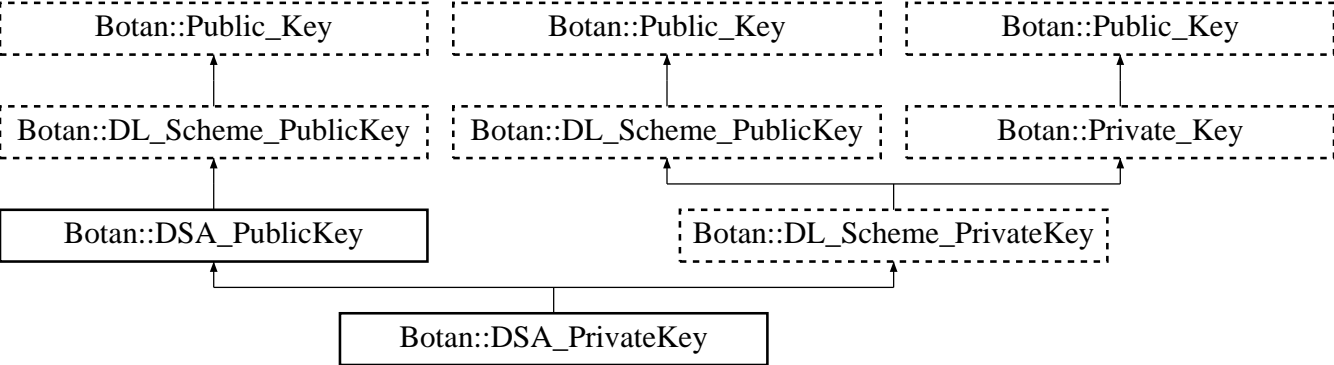 Botan::Public_Key
Botan::Public_Key
Botan::Public_Key
Botan::DL_Scheme_PublicKey
Botan::DL_Scheme_PublicKey
Botan::Private_Key
Botan::DSA_PublicKey
Botan::DL_Scheme_PrivateKey
Botan::DSA_PrivateKey